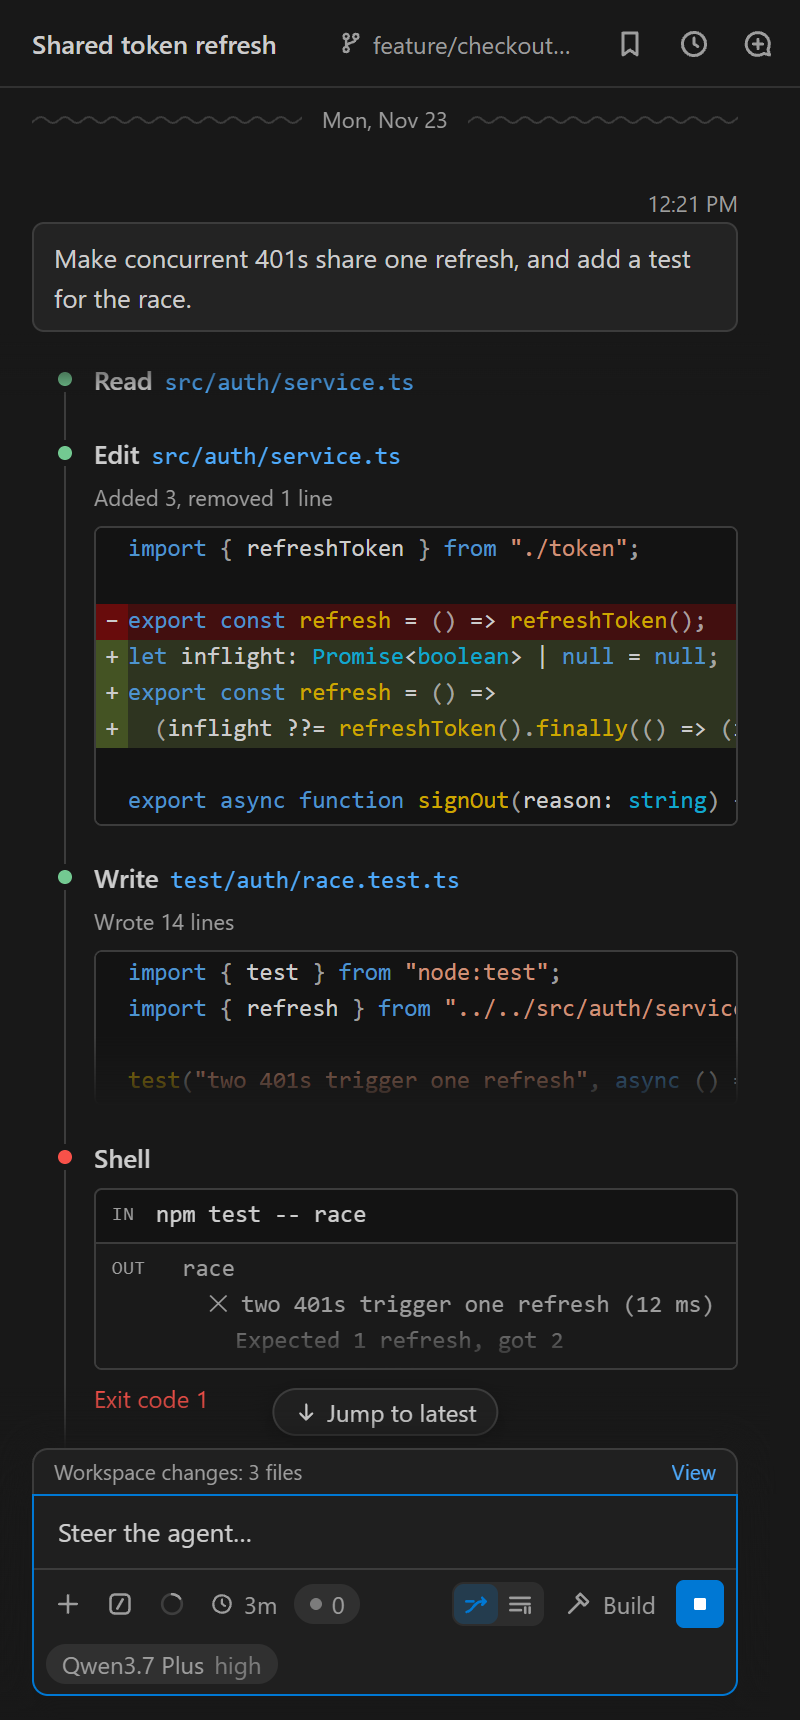 Shared token refresh
feature/checkout...
Mon, Nov 23
12:21 PM
Make concurrent 401s share one refresh, and add a test
for the race.
Read src/auth/service.ts
Edit src/auth/service.ts
Added 3, removed 1 line
import { refreshToken } from "./token";
- export const refresh = () => refreshToken();
+ let inflight: Promise<boolean> | null = null;
+ export const refresh = () =>
+ (inflight ??= refreshToken().finally(() => (
export async function signOut(reason: string)
Write test/auth/race.test.ts
Wrote 14 lines
import { test } from "node:test";
import { refresh } from "../../src/auth/servic
test("two 401s trigger one refresh", async () =
Shell
IN npm test -- race
OUT race
✕ two 401s trigger one refresh (12 ms)
Expected 1 refresh, got 2
Exit code 1
↓ Jump to latest
Workspace changes: 3 files
View
Steer the agent...
3m
0
Build
Qwen3.7 Plus high